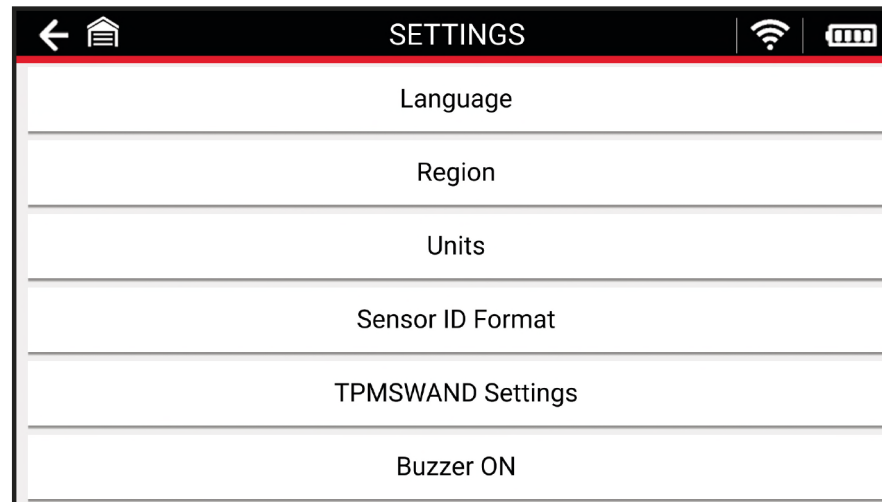 SETTINGS
Language
Region
Units
Sensor ID Format
TPMSWAND Settings
Buzzer ON